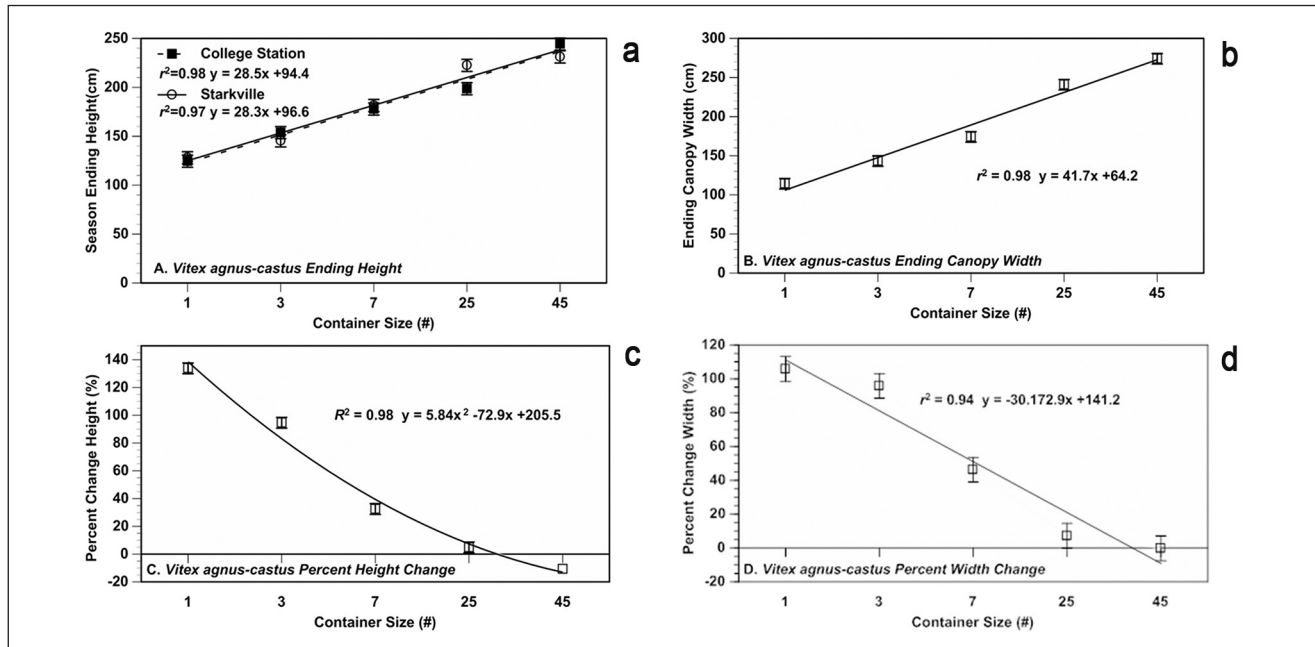 a
250
200
150
100
50
0
Season Ending Height(cm)
College Station
r²=0.98 y = 28.5x +94.4
Starkville
r²=0.97 y = 28.3x +96.6
A. Vitex agnus-castus Ending Height
1 3 7 25 45
Container Size (#)
b
300
250
200
150
100
50
0
Ending Canopy Width (cm)
r² = 0.98 y = 41.7x +64.2
B. Vitex agnus-castus Ending Canopy Width
1 3 7 25 45
Container Size (#)
c
140
120
100
80
60
40
20
0
-20
Percent Change Height (%)
R² = 0.98 y = 5.84x² -72.9x +205.5
C. Vitex agnus-castus Percent Height Change
1 3 7 25 45
Container Size (#)
d
120
100
80
60
40
20
0
-20
Percent Change Width (%)
r² = 0.94 y = -30.172.9x +141.2
D. Vitex agnus-castus Percent Width Change
1 3 7 25 45
Container Size (#)